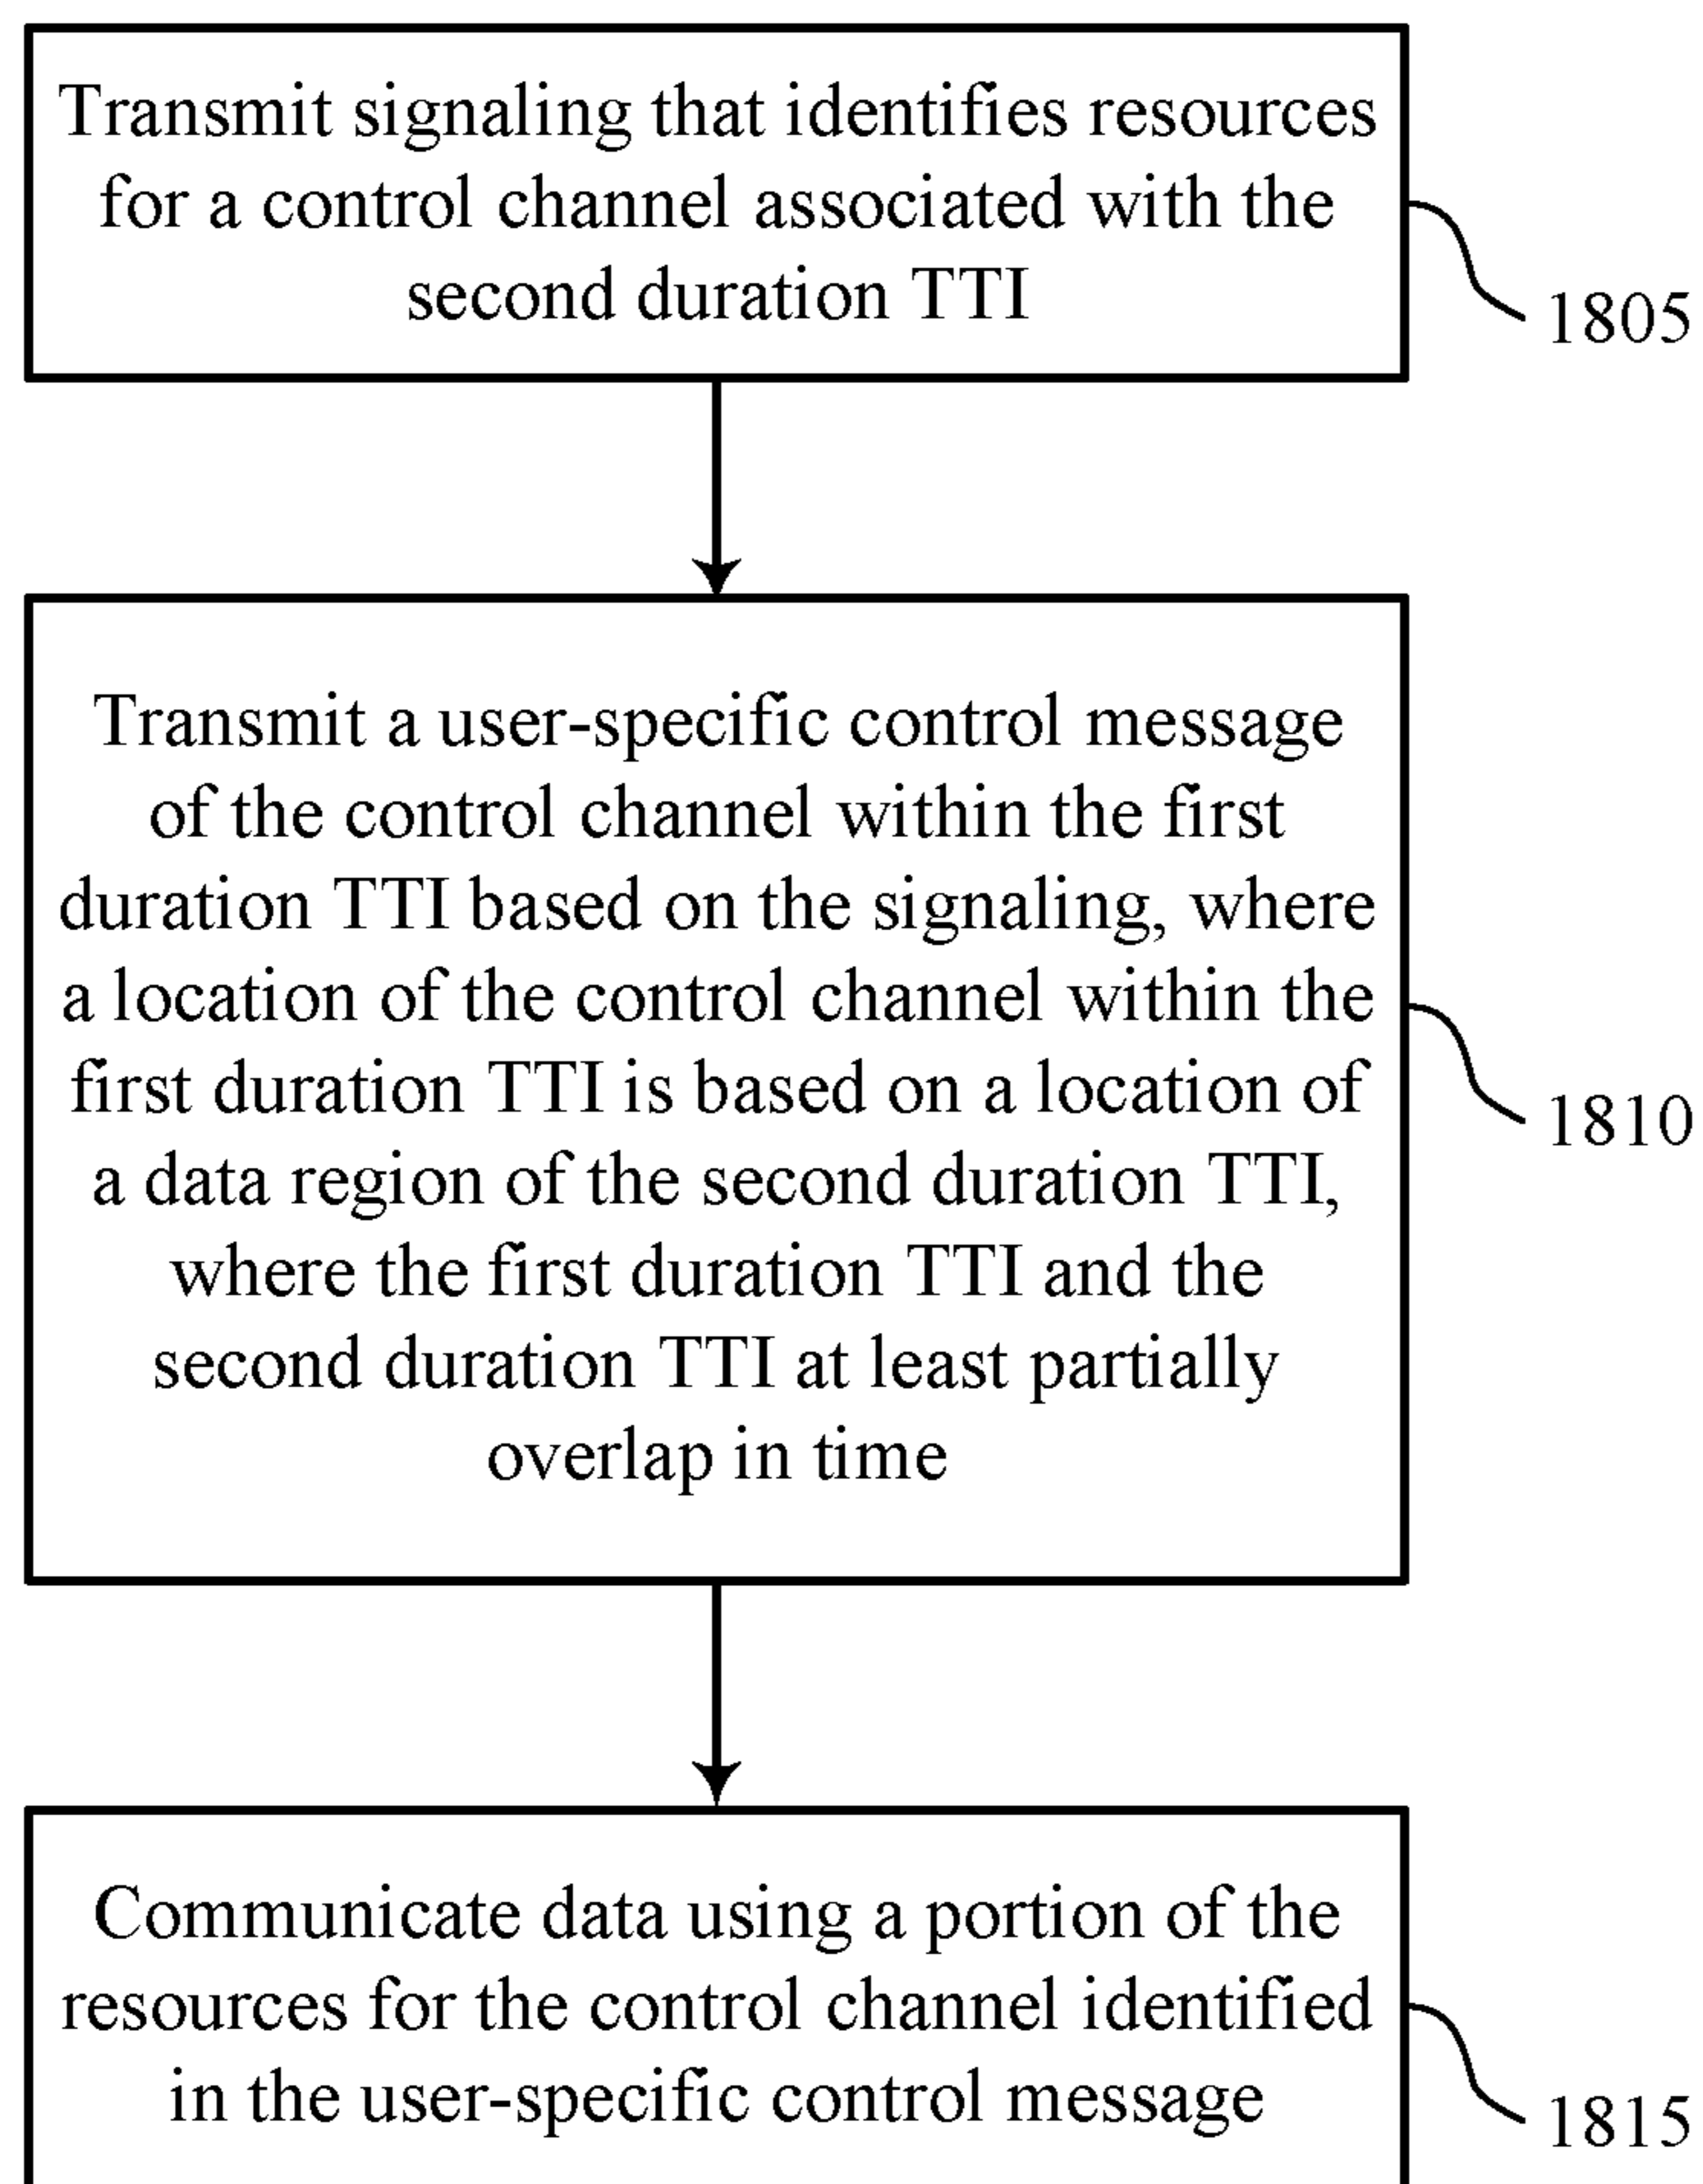 Transmit signaling that identifies resources
for a control channel associated with the
second duration TTI
1805
Transmit a user-specific control message
of the control channel within the first
duration TTI based on the signaling, where
a location of the control channel within the
first duration TTI is based on a location of
a data region of the second duration TTI,
where the first duration TTI and the
second duration TTI at least partially
overlap in time
1810
Communicate data using a portion of the
resources for the control channel identified
in the user-specific control message
1815